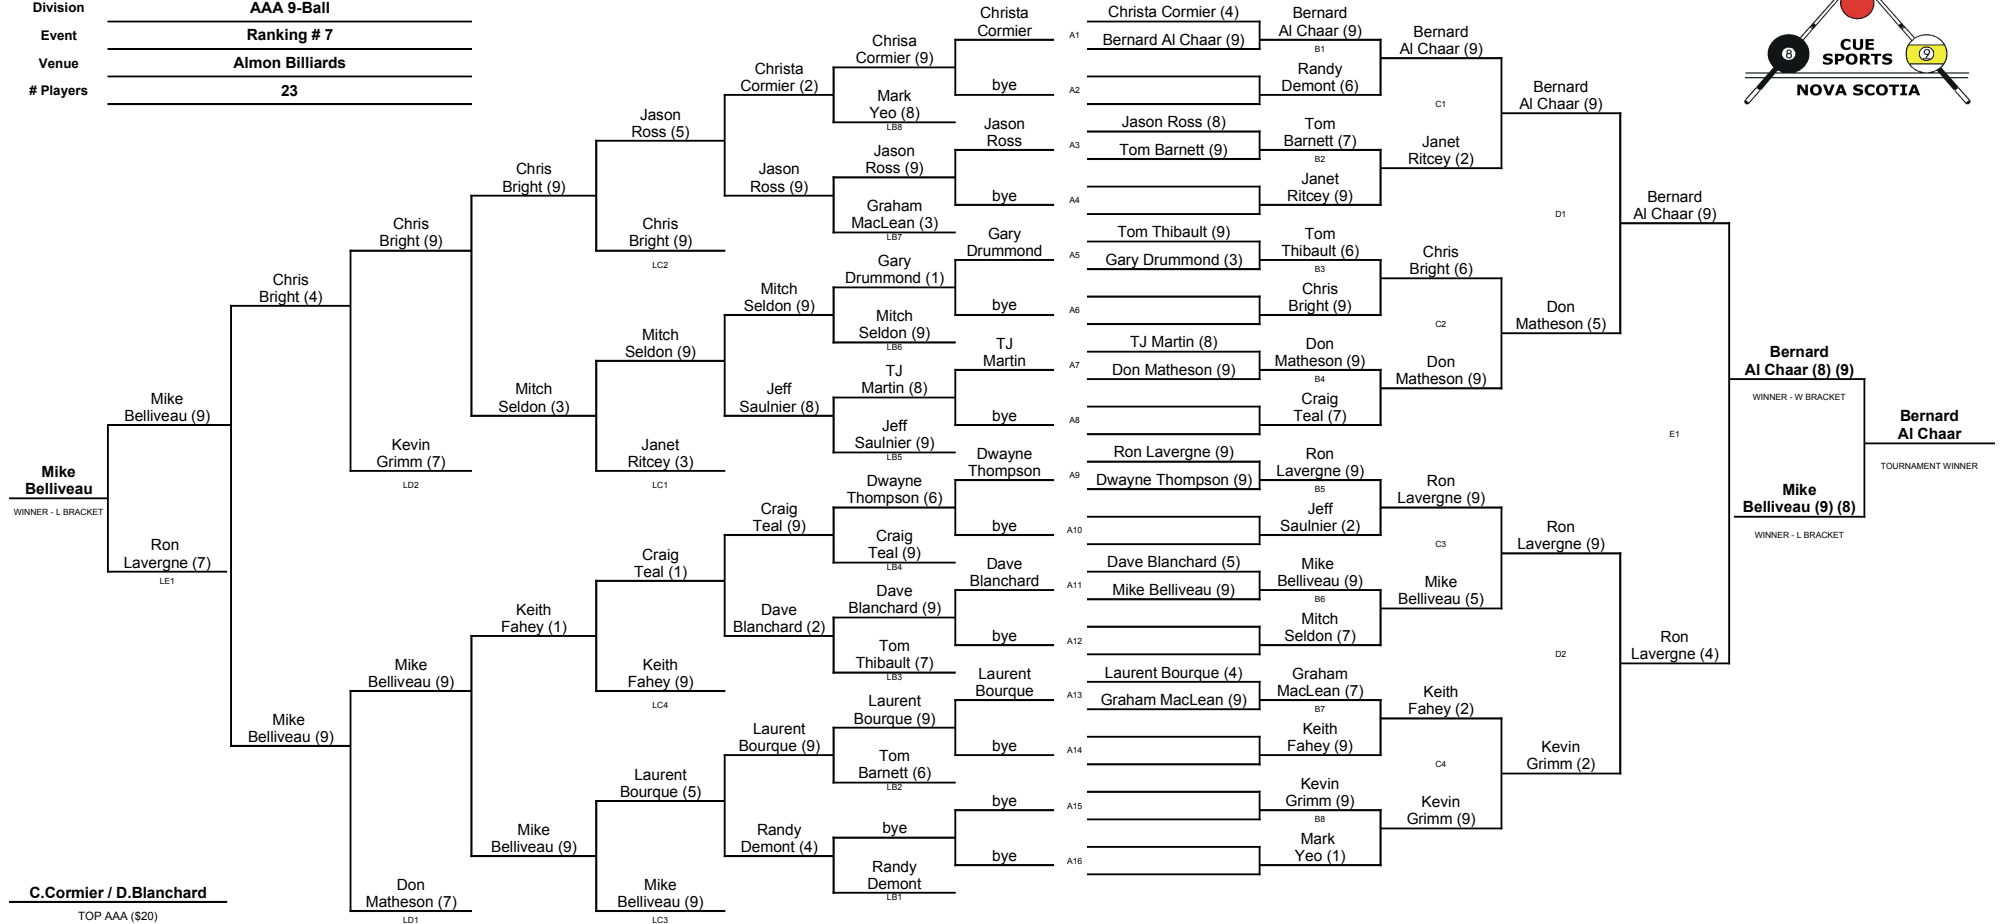 Division AAA 9-Ball
Event Ranking # 7
Venue Almon Billiards
# Players 23
8
9
CUE
SPORTS
NOVA SCOTIA
Mike
Belliveau
WINNER - L BRACKET
Mike
Belliveau (9)
Ron
Lavergne (7)
LE1
Chris
Bright (4)
Mike
Belliveau (9)
Chris
Bright (9)
Kevin
Grimm (7)
LD2
Mike
Belliveau (9)
Don
Matheson (7)
LD1
Chris
Bright (9)
Mitch
Seldon (3)
Keith
Fahey (1)
Mike
Belliveau (9)
Jason
Ross (5)
Chris
Bright (9)
LC2
Mitch
Seldon (9)
Janet
Ritcey (3)
LC1
Craig
Teal (1)
Keith
Fahey (9)
LC4
Laurent
Bourque (5)
Mike
Belliveau (9)
LC3
Christa
Cormier (2)
Jason
Ross (9)
Mitch
Seldon (9)
Jeff
Saulnier (8)
Craig
Teal (9)
Dave
Blanchard (2)
Laurent
Bourque (9)
Randy
Demont (4)
Chrisa
Cormier (9)
Mark
Yeo (8)
LB8
Jason
Ross (9)
Graham
MacLean (3)
LB7
Gary
Drummond (1)
Mitch
Seldon (9)
LB6
TJ
Martin (8)
Jeff
Saulnier (9)
LB5
Dwayne
Thompson (6)
Craig
Teal (9)
LB4
Dave
Blanchard (9)
Tom
Thibault (7)
LB3
Laurent
Bourque (9)
Tom
Barnett (6)
LB2
bye
Randy
Demont
LB1
Christa
Cormier
bye
Jason
Ross
bye
Gary
Drummond
bye
TJ
Martin
bye
Dwayne
Thompson
bye
Dave
Blanchard
bye
Laurent
Bourque
bye
bye
bye
A1
A2
A3
A4
A5
A6
A7
A8
A9
A10
A11
A12
A13
A14
A15
A16
Christa Cormier (4)
Bernard Al Chaar (9)
Jason Ross (8)
Tom Barnett (9)
Tom Thibault (9)
Gary Drummond (3)
TJ Martin (8)
Don Matheson (9)
Ron Lavergne (9)
Dwayne Thompson (9)
Dave Blanchard (5)
Mike Belliveau (9)
Laurent Bourque (4)
Graham MacLean (9)
Bernard
Al Chaar (9)
B1
Randy
Demont (6)
Tom
Barnett (7)
B2
Janet
Ritcey (9)
Tom
Thibault (6)
B3
Chris
Bright (9)
Don
Matheson (9)
B4
Craig
Teal (7)
Ron
Lavergne (9)
B5
Jeff
Saulnier (2)
Mike
Belliveau (9)
B6
Mitch
Seldon (7)
Graham
MacLean (7)
B7
Keith
Fahey (9)
Kevin
Grimm (9)
B8
Mark
Yeo (1)
Bernard
Al Chaar (9)
C1
Janet
Ritcey (2)
Chris
Bright (6)
C2
Don
Matheson (9)
Ron
Lavergne (9)
C3
Mike
Belliveau (5)
Keith
Fahey (2)
C4
Kevin
Grimm (9)
Bernard
Al Chaar (9)
D1
Don
Matheson (5)
Ron
Lavergne (9)
D2
Kevin
Grimm (2)
Bernard
Al Chaar (9)
E1
Ron
Lavergne (4)
Bernard
Al Chaar (8) (9)
WINNER - W BRACKET
Mike
Belliveau (9) (8)
WINNER - L BRACKET
Bernard
Al Chaar
TOURNAMENT WINNER
C.Cormier / D.Blanchard
TOP AAA ($20)